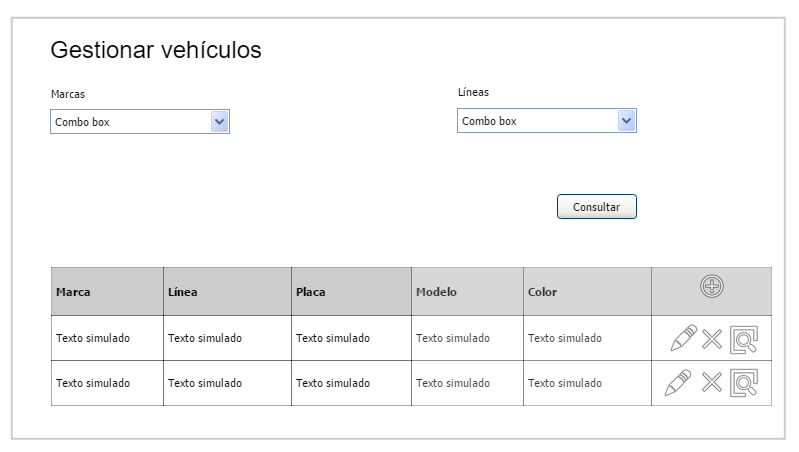 Gestionar vehículos
Marcas
Líneas
Combo box
Combo box
Consultar
Marca Línea Placa Modelo Color
Texto simulado Texto simulado Texto simulado Texto simulado Texto simulado
Texto simulado Texto simulado Texto simulado Texto simulado Texto simulado